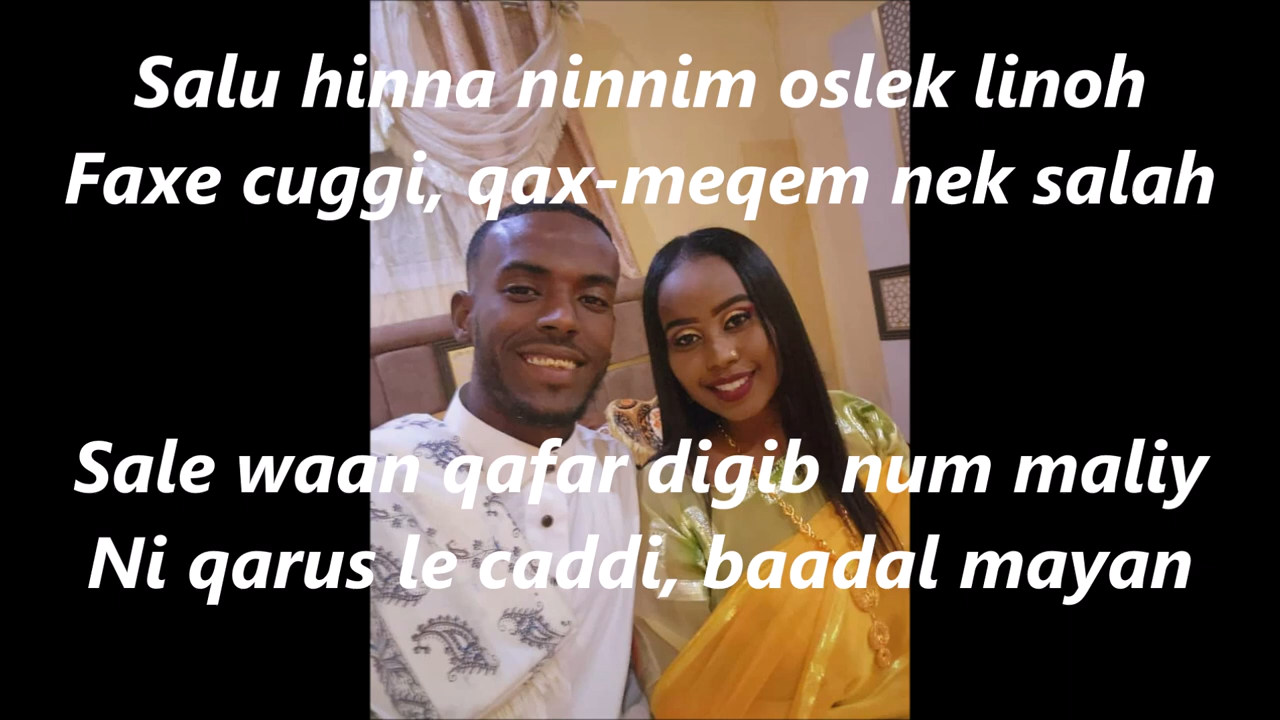 Salu hinna ninnim oslek linoh
Faxe cuggi, qax-meqem nek salah
Sale waan qafar digib num maliy
Ni qarus le caddi, baadal mayan